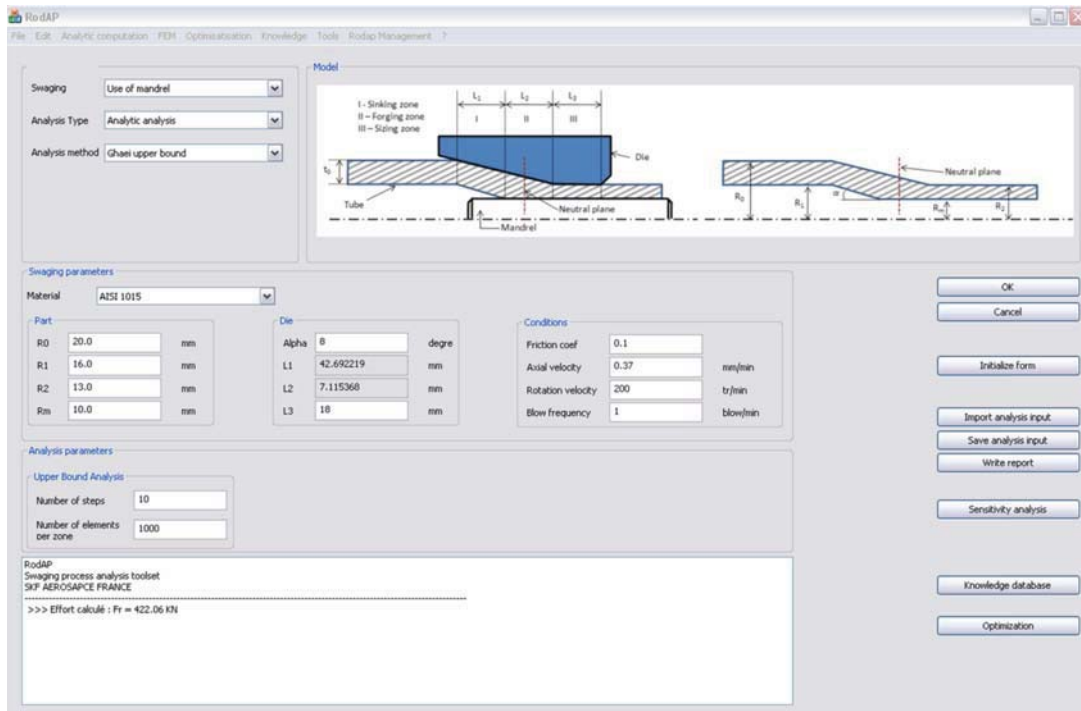 RodAP
File Edit Analytic computation FEM Optimisatisation Knowledge Tools Rodap Management ?
Swaging Use of mandrel
Analysis Type Analytic analysis
Analysis method Ghaei upper bound
Model
I - Sinking zone
II – Forging zone
III – Sizing zone
L1 L2 L3
I II III
Die
t0
Tube
Neutral plane
Mandrel
Neutral plane
R0 R1 α Rm R2
Swaging parameters
Material AISI 1015
Part
R0 20.0 mm
R1 16.0 mm
R2 13.0 mm
Rm 10.0 mm
Die
Alpha 8 degre
L1 42.692219 mm
L2 7.115368 mm
L3 18 mm
Conditions
Friction coef 0.1
Axial velocity 0.37 mm/min
Rotation velocity 200 tr/min
Blow frequency 1 blow/min
OK
Cancel
Initialize form
Import analysis input
Save analysis input
Write report
Sensitivity analysis
Knowledge database
Optimization
Analysis parameters
Upper Bound Analysis
Number of steps 10
Number of elements
per zone 1000
RodAP
Swaging process analysis toolset
SKF AEROSAPCE FRANCE
>>> Effort calculé : Fr = 422.06 KN